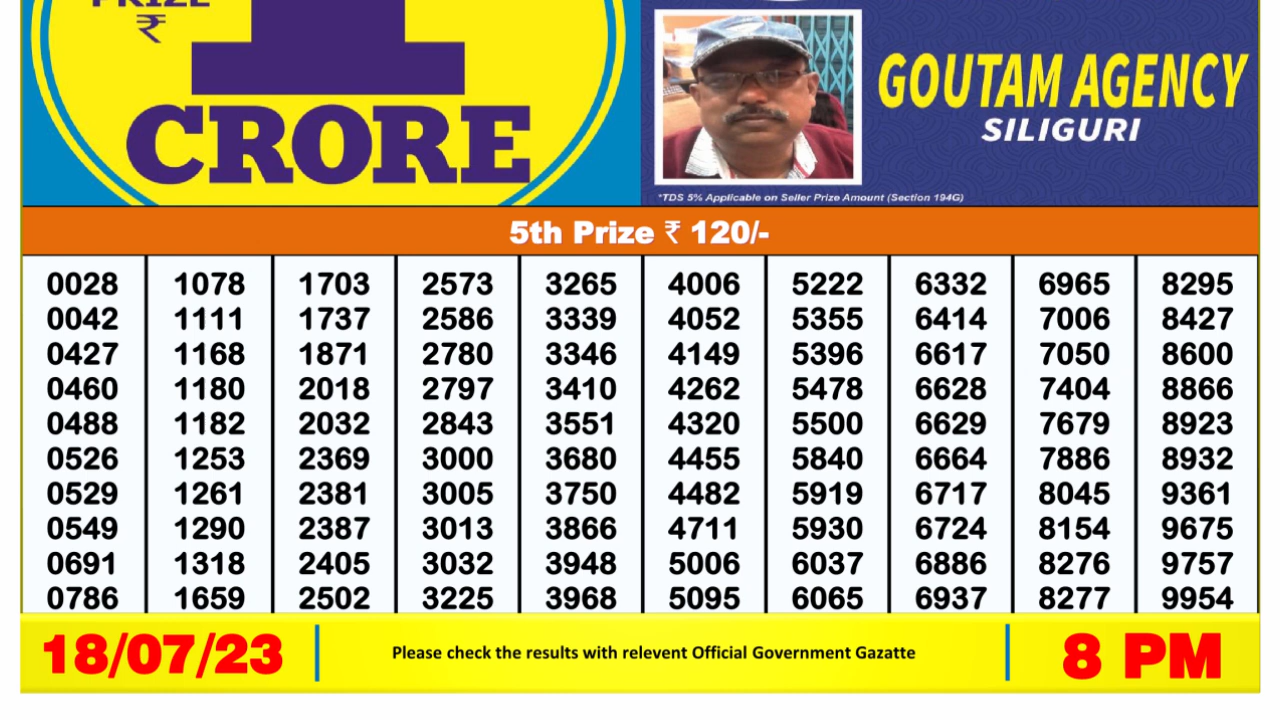 PRIZE
₹
1
CRORE
GOUTAM AGENCY
SILIGURI
*TDS 5% Applicable on Seller Prize Amount (Section 194G)
5th Prize ₹ 120/-
0028 1078 1703 2573 3265 4006 5222 6332 6965 8295
0042 1111 1737 2586 3339 4052 5355 6414 7006 8427
0427 1168 1871 2780 3346 4149 5396 6617 7050 8600
0460 1180 2018 2797 3410 4262 5478 6628 7404 8866
0488 1182 2032 2843 3551 4320 5500 6629 7679 8923
0526 1253 2369 3000 3680 4455 5840 6664 7886 8932
0529 1261 2381 3005 3750 4482 5919 6717 8045 9361
0549 1290 2387 3013 3866 4711 5930 6724 8154 9675
0691 1318 2405 3032 3948 5006 6037 6886 8276 9757
0786 1659 2502 3225 3968 5095 6065 6937 8277 9954
18/07/23
Please check the results with relevent Official Government Gazatte
8 PM